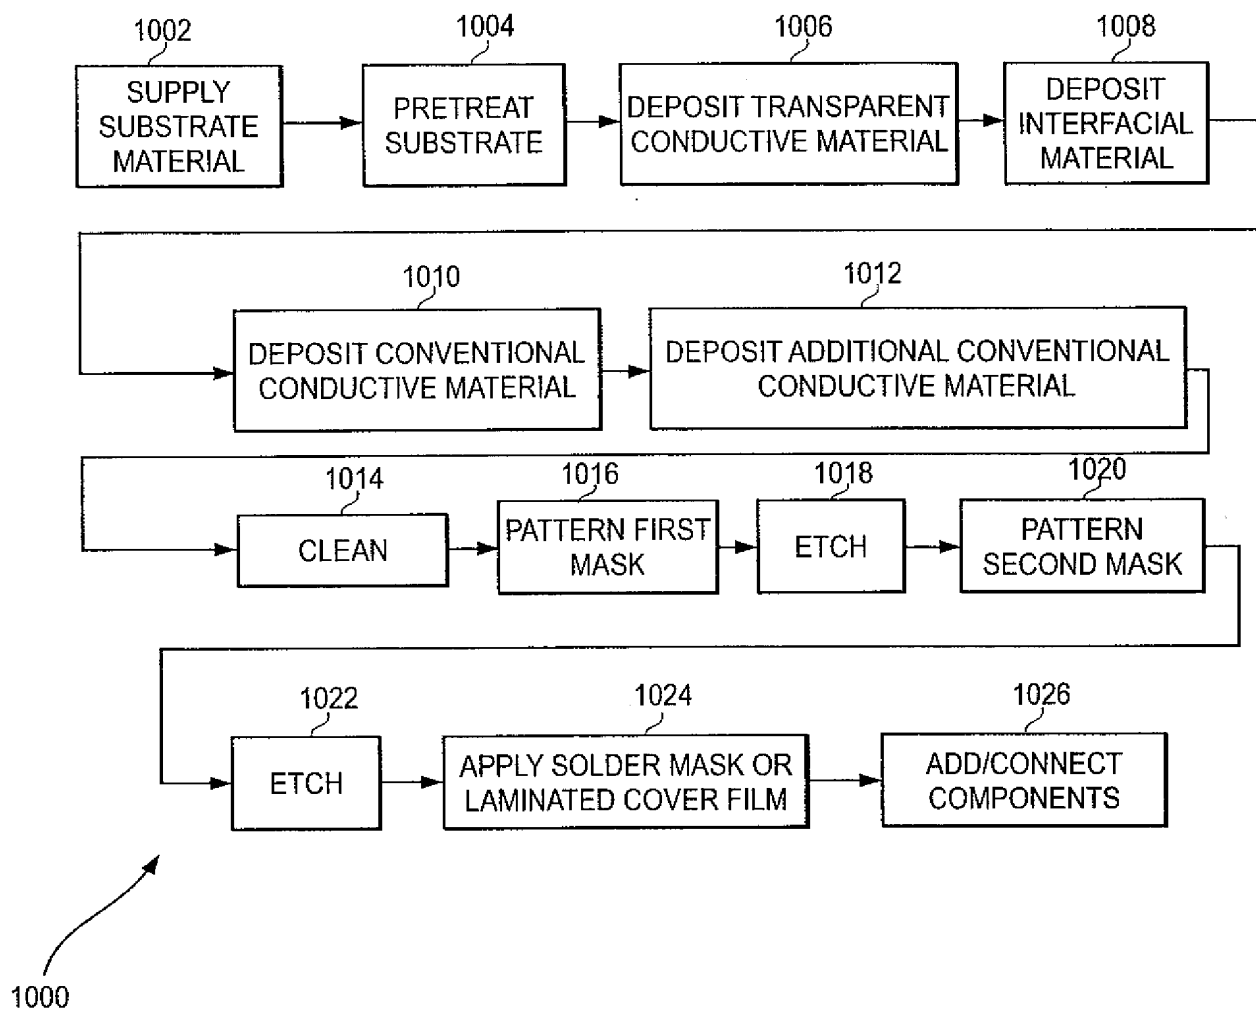 1002
1004
1006
1008
SUPPLY
SUBSTRATE
MATERIAL
PRETREAT
SUBSTRATE
DEPOSIT TRANSPARENT
CONDUCTIVE MATERIAL
DEPOSIT
INTERFACIAL
MATERIAL
1010
1012
DEPOSIT CONVENTIONAL
CONDUCTIVE MATERIAL
DEPOSIT ADDITIONAL CONVENTIONAL
CONDUCTIVE MATERIAL
1014
1016
1018
1020
CLEAN
PATTERN FIRST
MASK
ETCH
PATTERN
SECOND MASK
1022
1024
1026
ETCH
APPLY SOLDER MASK OR
LAMINATED COVER FILM
ADD/CONNECT
COMPONENTS
1000